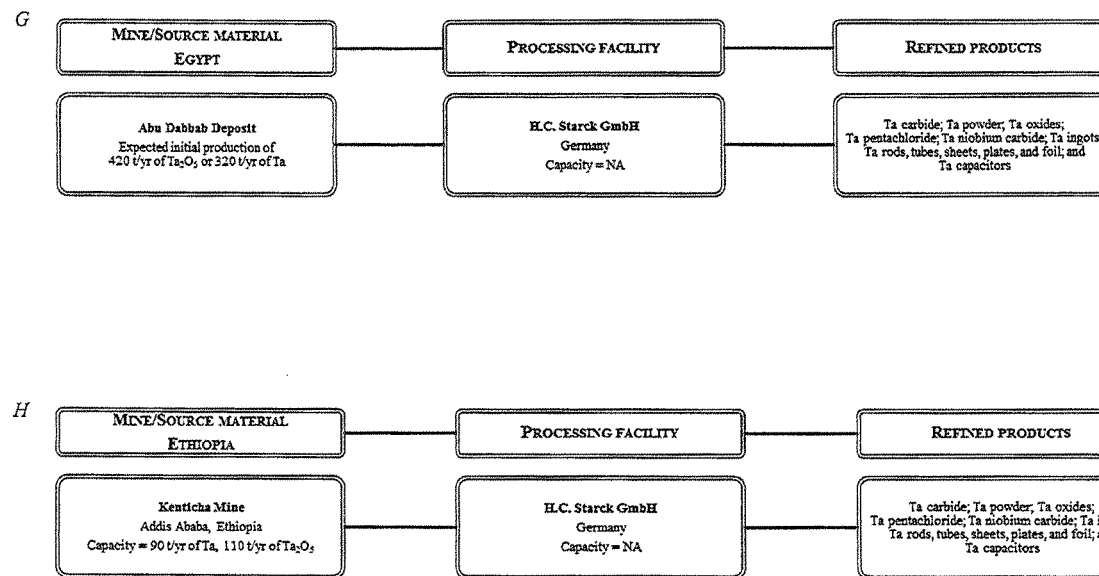 G
MINE/SOURCE MATERIAL
EGYPT
PROCESSING FACILITY
REFINED PRODUCTS
Abu Dabbab Deposit
Expected initial production of
420 t/yr of Ta₂O₅ or 320 t/yr of Ta
H.C. Starck GmbH
Germany
Capacity = NA
Ta carbide; Ta powder; Ta oxides;
Ta pentachloride; Ta niobium carbide; Ta ingots
Ta rods, tubes, sheets, plates, and foil; and
Ta capacitors
H
MINE/SOURCE MATERIAL
ETHIOPIA
PROCESSING FACILITY
REFINED PRODUCTS
Kenticha Mine
Addis Ababa, Ethiopia
Capacity = 90 t/yr of Ta, 110 t/yr of Ta₂O₅
H.C. Starck GmbH
Germany
Capacity = NA
Ta carbide; Ta powder; Ta oxides;
Ta pentachloride; Ta niobium carbide; Ta
Ta rods, tubes, sheets, plates, and foil;
Ta capacitors